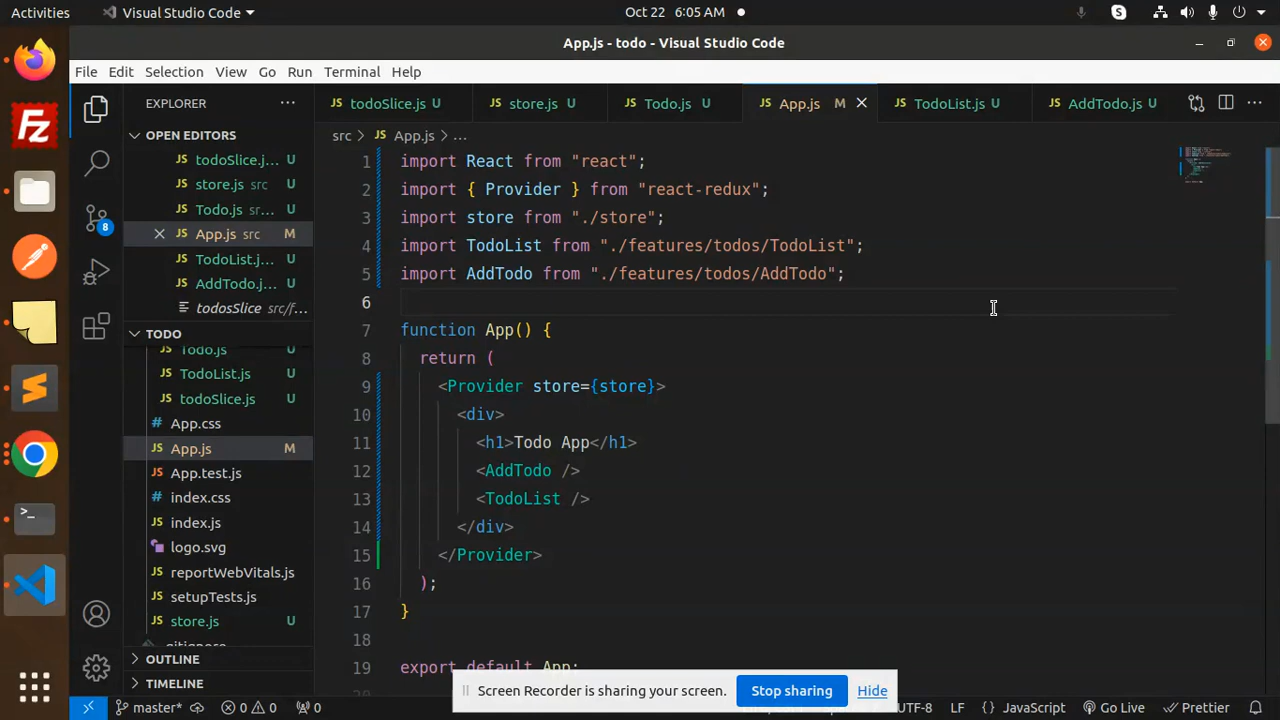 Activities
Visual Studio Code
Oct 22 6:05 AM
App.js - todo - Visual Studio Code
File Edit Selection View Go Run Terminal Help
EXPLORER
todoSlice.js U
store.js U
Todo.js U
App.js M
TodoList.js U
AddTodo.js U
OPEN EDITORS
todoSlice.j... U
store.js src U
Todo.js sr... U
App.js src M
TodoList.j... U
AddTodo.j... U
todosSlice src/f...
TODO
Todo.js U
TodoList.js U
todoSlice.js U
App.css
App.js M
App.test.js
index.css
index.js
logo.svg
reportWebVitals.js
setupTests.js
store.js U
.gitignore
OUTLINE
TIMELINE
8
src > App.js > ...
1 import React from "react";
2 import { Provider } from "react-redux";
3 import store from "./store";
4 import TodoList from "./features/todos/TodoList";
5 import AddTodo from "./features/todos/AddTodo";
6
7 function App() {
8 return (
9 <Provider store={store}>
10 <div>
11 <h1>Todo App</h1>
12 <AddTodo />
13 <TodoList />
14 </div>
15 </Provider>
16 );
17 }
18
19 export default App;
Screen Recorder is sharing your screen. Stop sharing Hide
master* 0 0 0 UTF-8 LF {} JavaScript Go Live Prettier